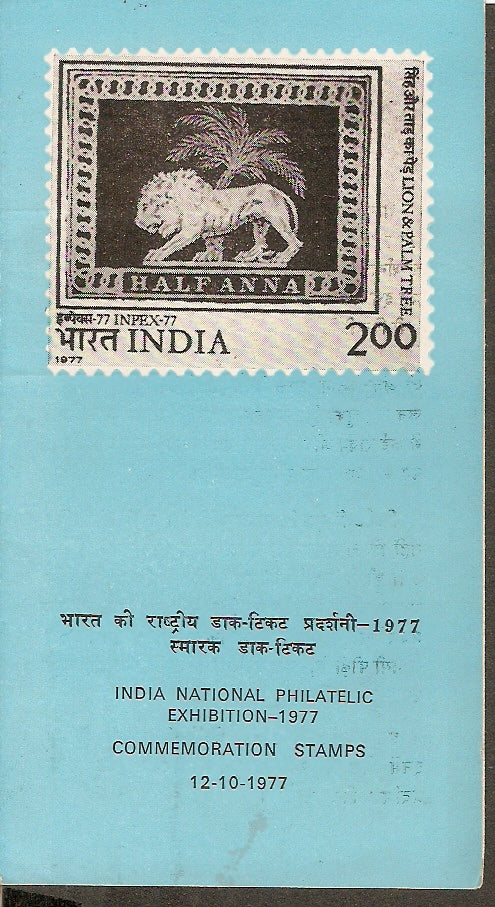 सिंह और ताड़ का पेड़ LION & PALM TREE
HALF ANNA
इन्पेक्स-77 INPEX-77
भारत INDIA 2.00
1977
भारत की राष्ट्रीय डाक-टिकट प्रदर्शनी–1977
स्मारक डाक-टिकट
INDIA NATIONAL PHILATELIC
EXHIBITION–1977
COMMEMORATION STAMPS
12-10-1977